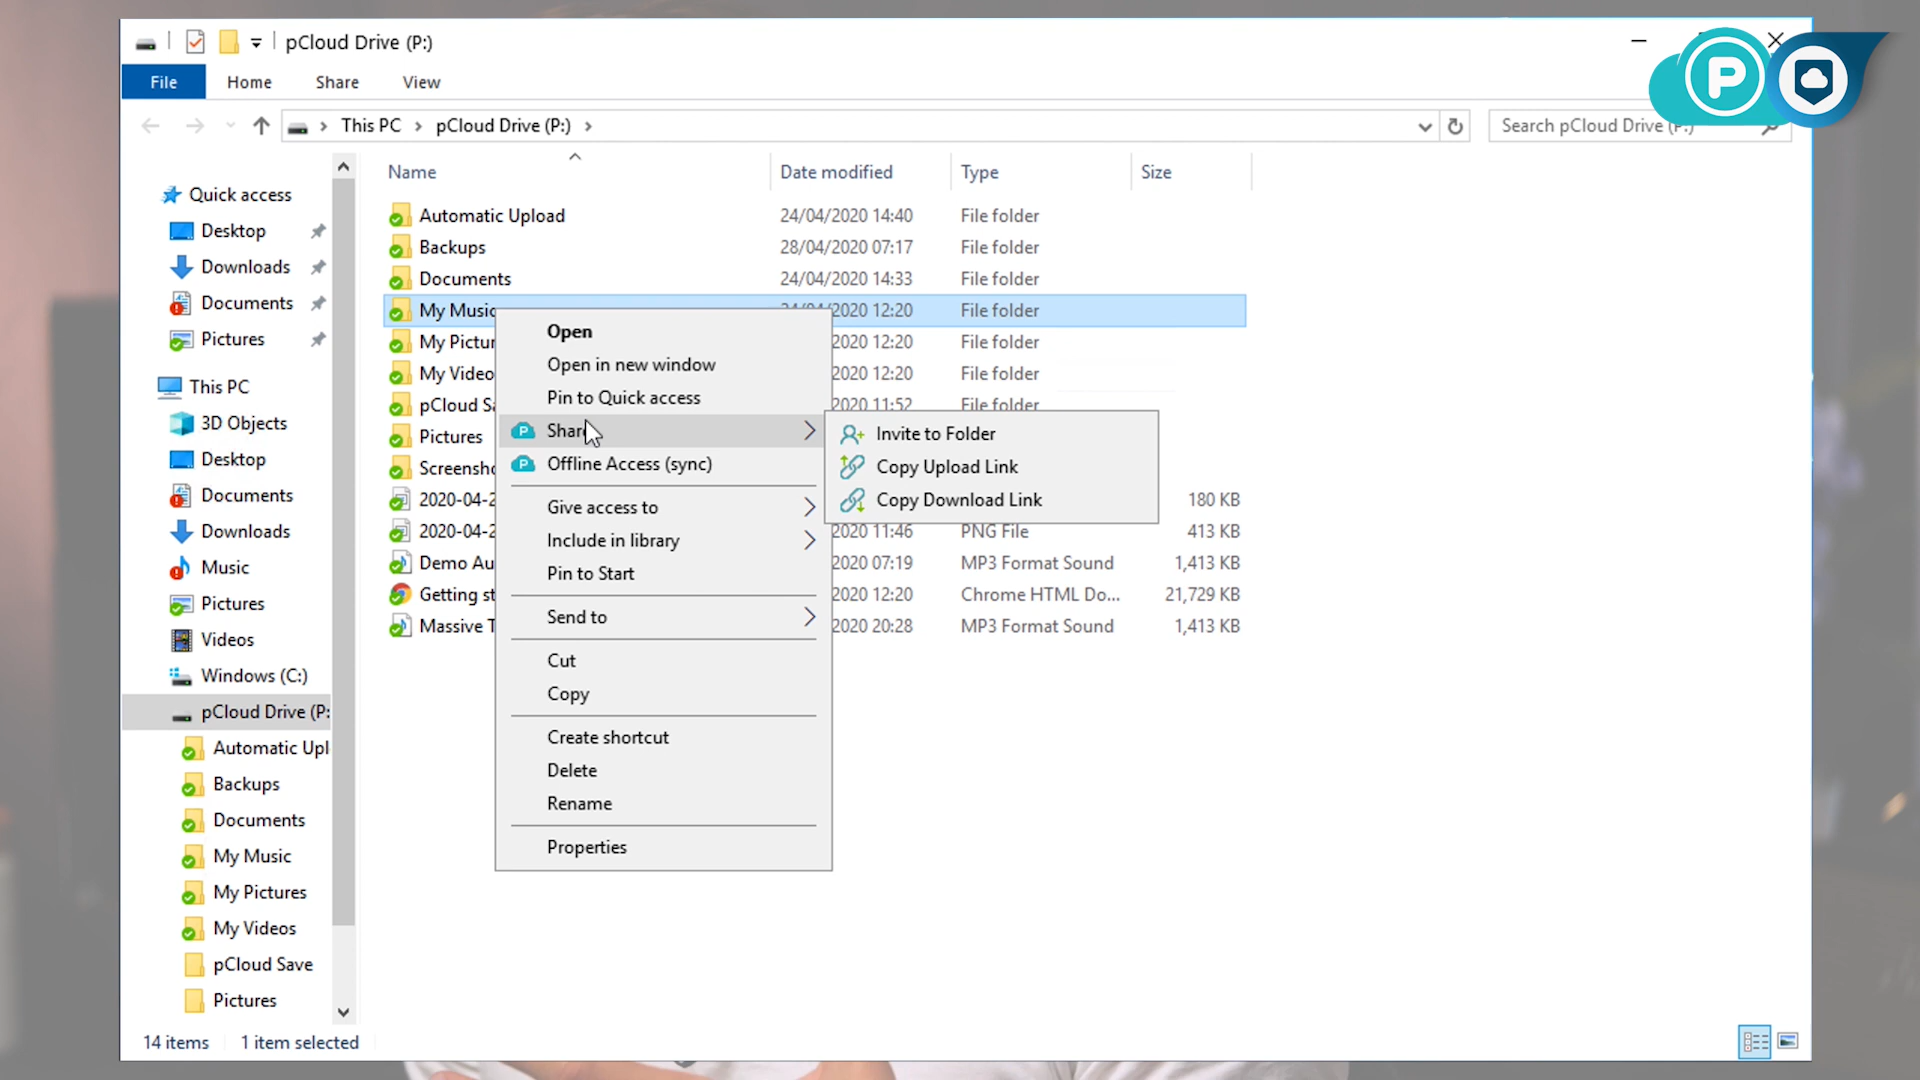 pCloud Drive (P:)
File Home Share View
This PC pCloud Drive (P:)
Search pCloud Drive (P:)
P
Name Date modified Type Size
Quick access
Desktop
Downloads
Documents
Pictures
This PC
3D Objects
Desktop
Documents
Downloads
Music
Pictures
Videos
Windows (C:)
pCloud Drive (P:
Automatic Upl
Backups
Documents
My Music
My Pictures
My Videos
pCloud Save
Pictures
Automatic Upload 24/04/2020 14:40 File folder
Backups 28/04/2020 07:17 File folder
Documents 24/04/2020 14:33 File folder
My Music 24/04/2020 12:20 File folder
My Pictur 2020 12:20 File folder
My Video 2020 12:20 File folder
pCloud Sa 2020 11:52 File folder
Pictures
Screensho
2020-04-2 180 KB
2020-04-2 2020 11:46 PNG File 413 KB
Demo Au 2020 07:19 MP3 Format Sound 1,413 KB
Getting st 2020 12:20 Chrome HTML Do... 21,729 KB
Massive T 2020 20:28 MP3 Format Sound 1,413 KB
Open
Open in new window
Pin to Quick access
Share
Offline Access (sync)
Give access to
Include in library
Pin to Start
Send to
Cut
Copy
Create shortcut
Delete
Rename
Properties
Invite to Folder
Copy Upload Link
Copy Download Link
14 items 1 item selected